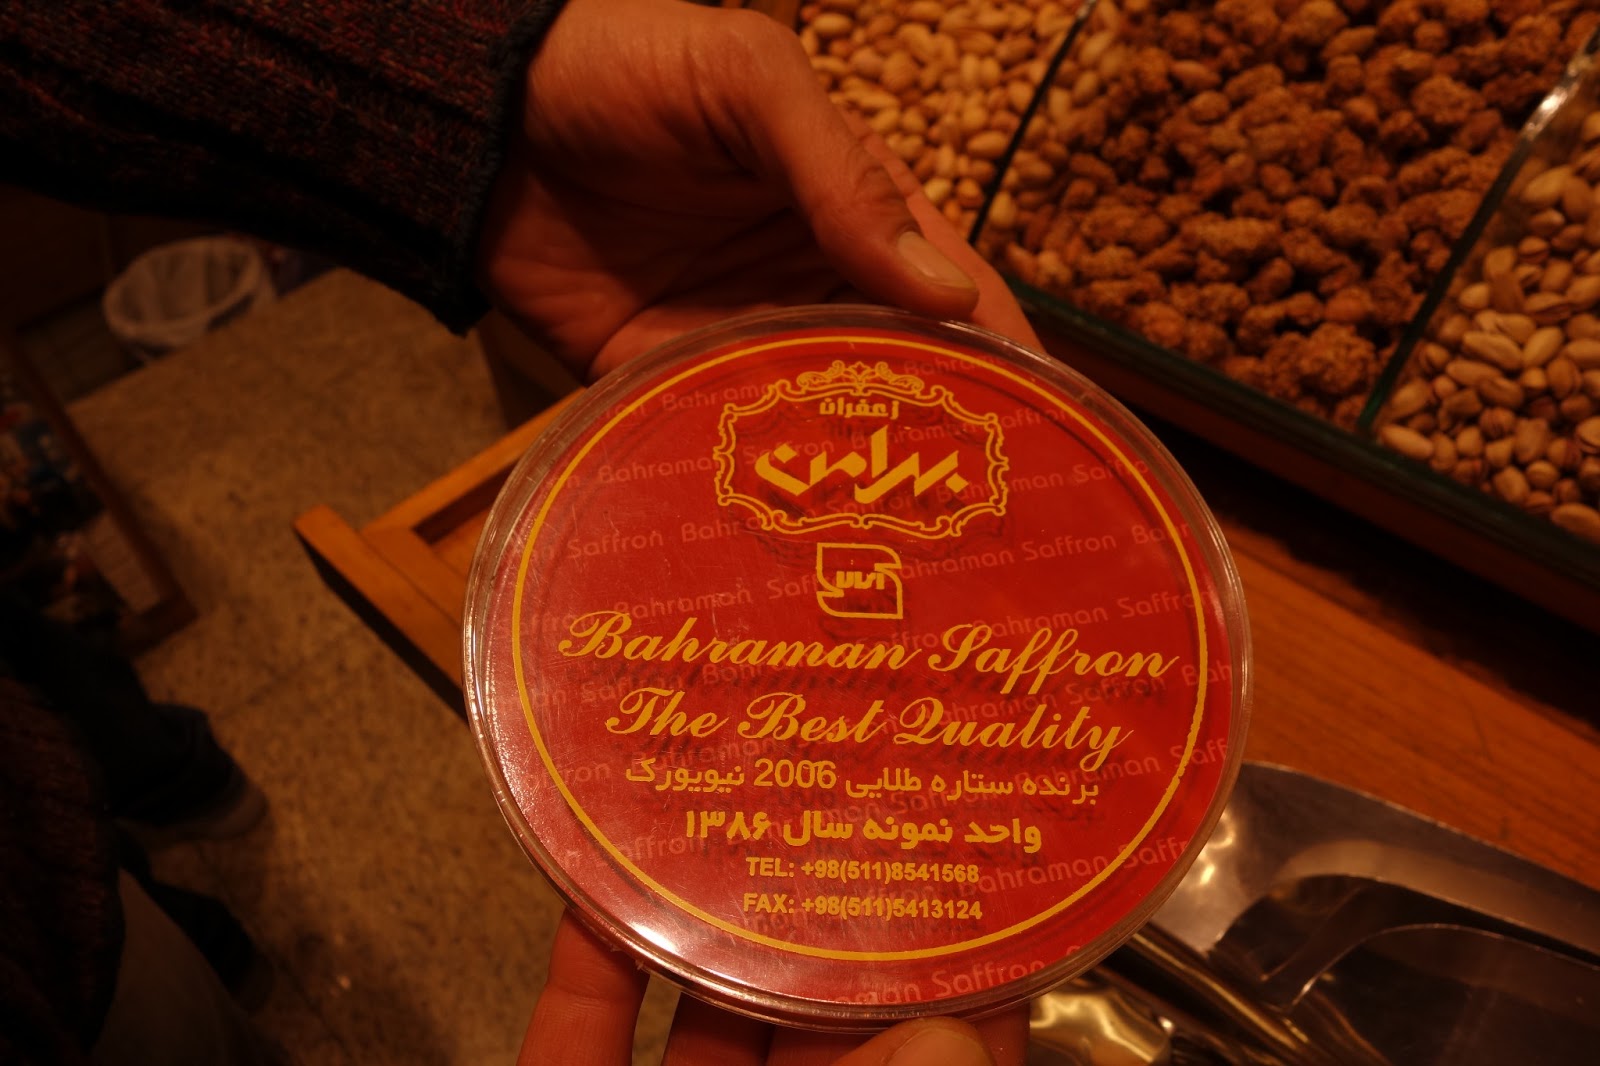 زعفران
بهرامن
Bahraman Saffron
The Best Quality
برنده ستاره طلایی 2006 نیویورک
واحد نمونه سال ۱۳۸۶
TEL: +98(511)8541568
FAX: +98(511)5413124